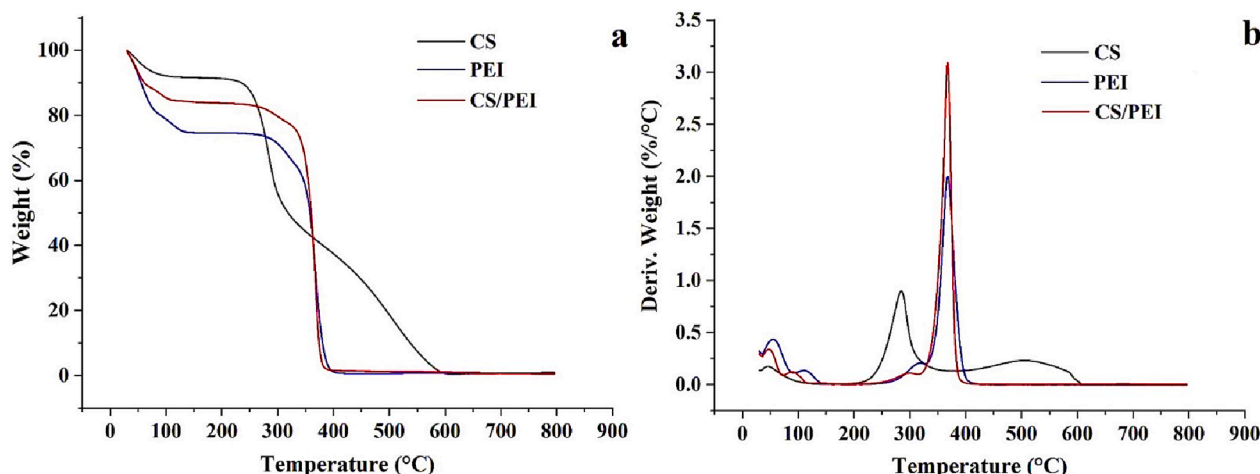 a
CS
PEI
CS/PEI
100
80
60
40
20
0
Weight (%)
0 100 200 300 400 500 600 700 800 900
Temperature (°C)
b
CS
PEI
CS/PEI
3.5
3.0
2.5
2.0
1.5
1.0
0.5
0.0
Deriv. Weight (%/°C)
0 100 200 300 400 500 600 700 800 900
Temperature (°C)